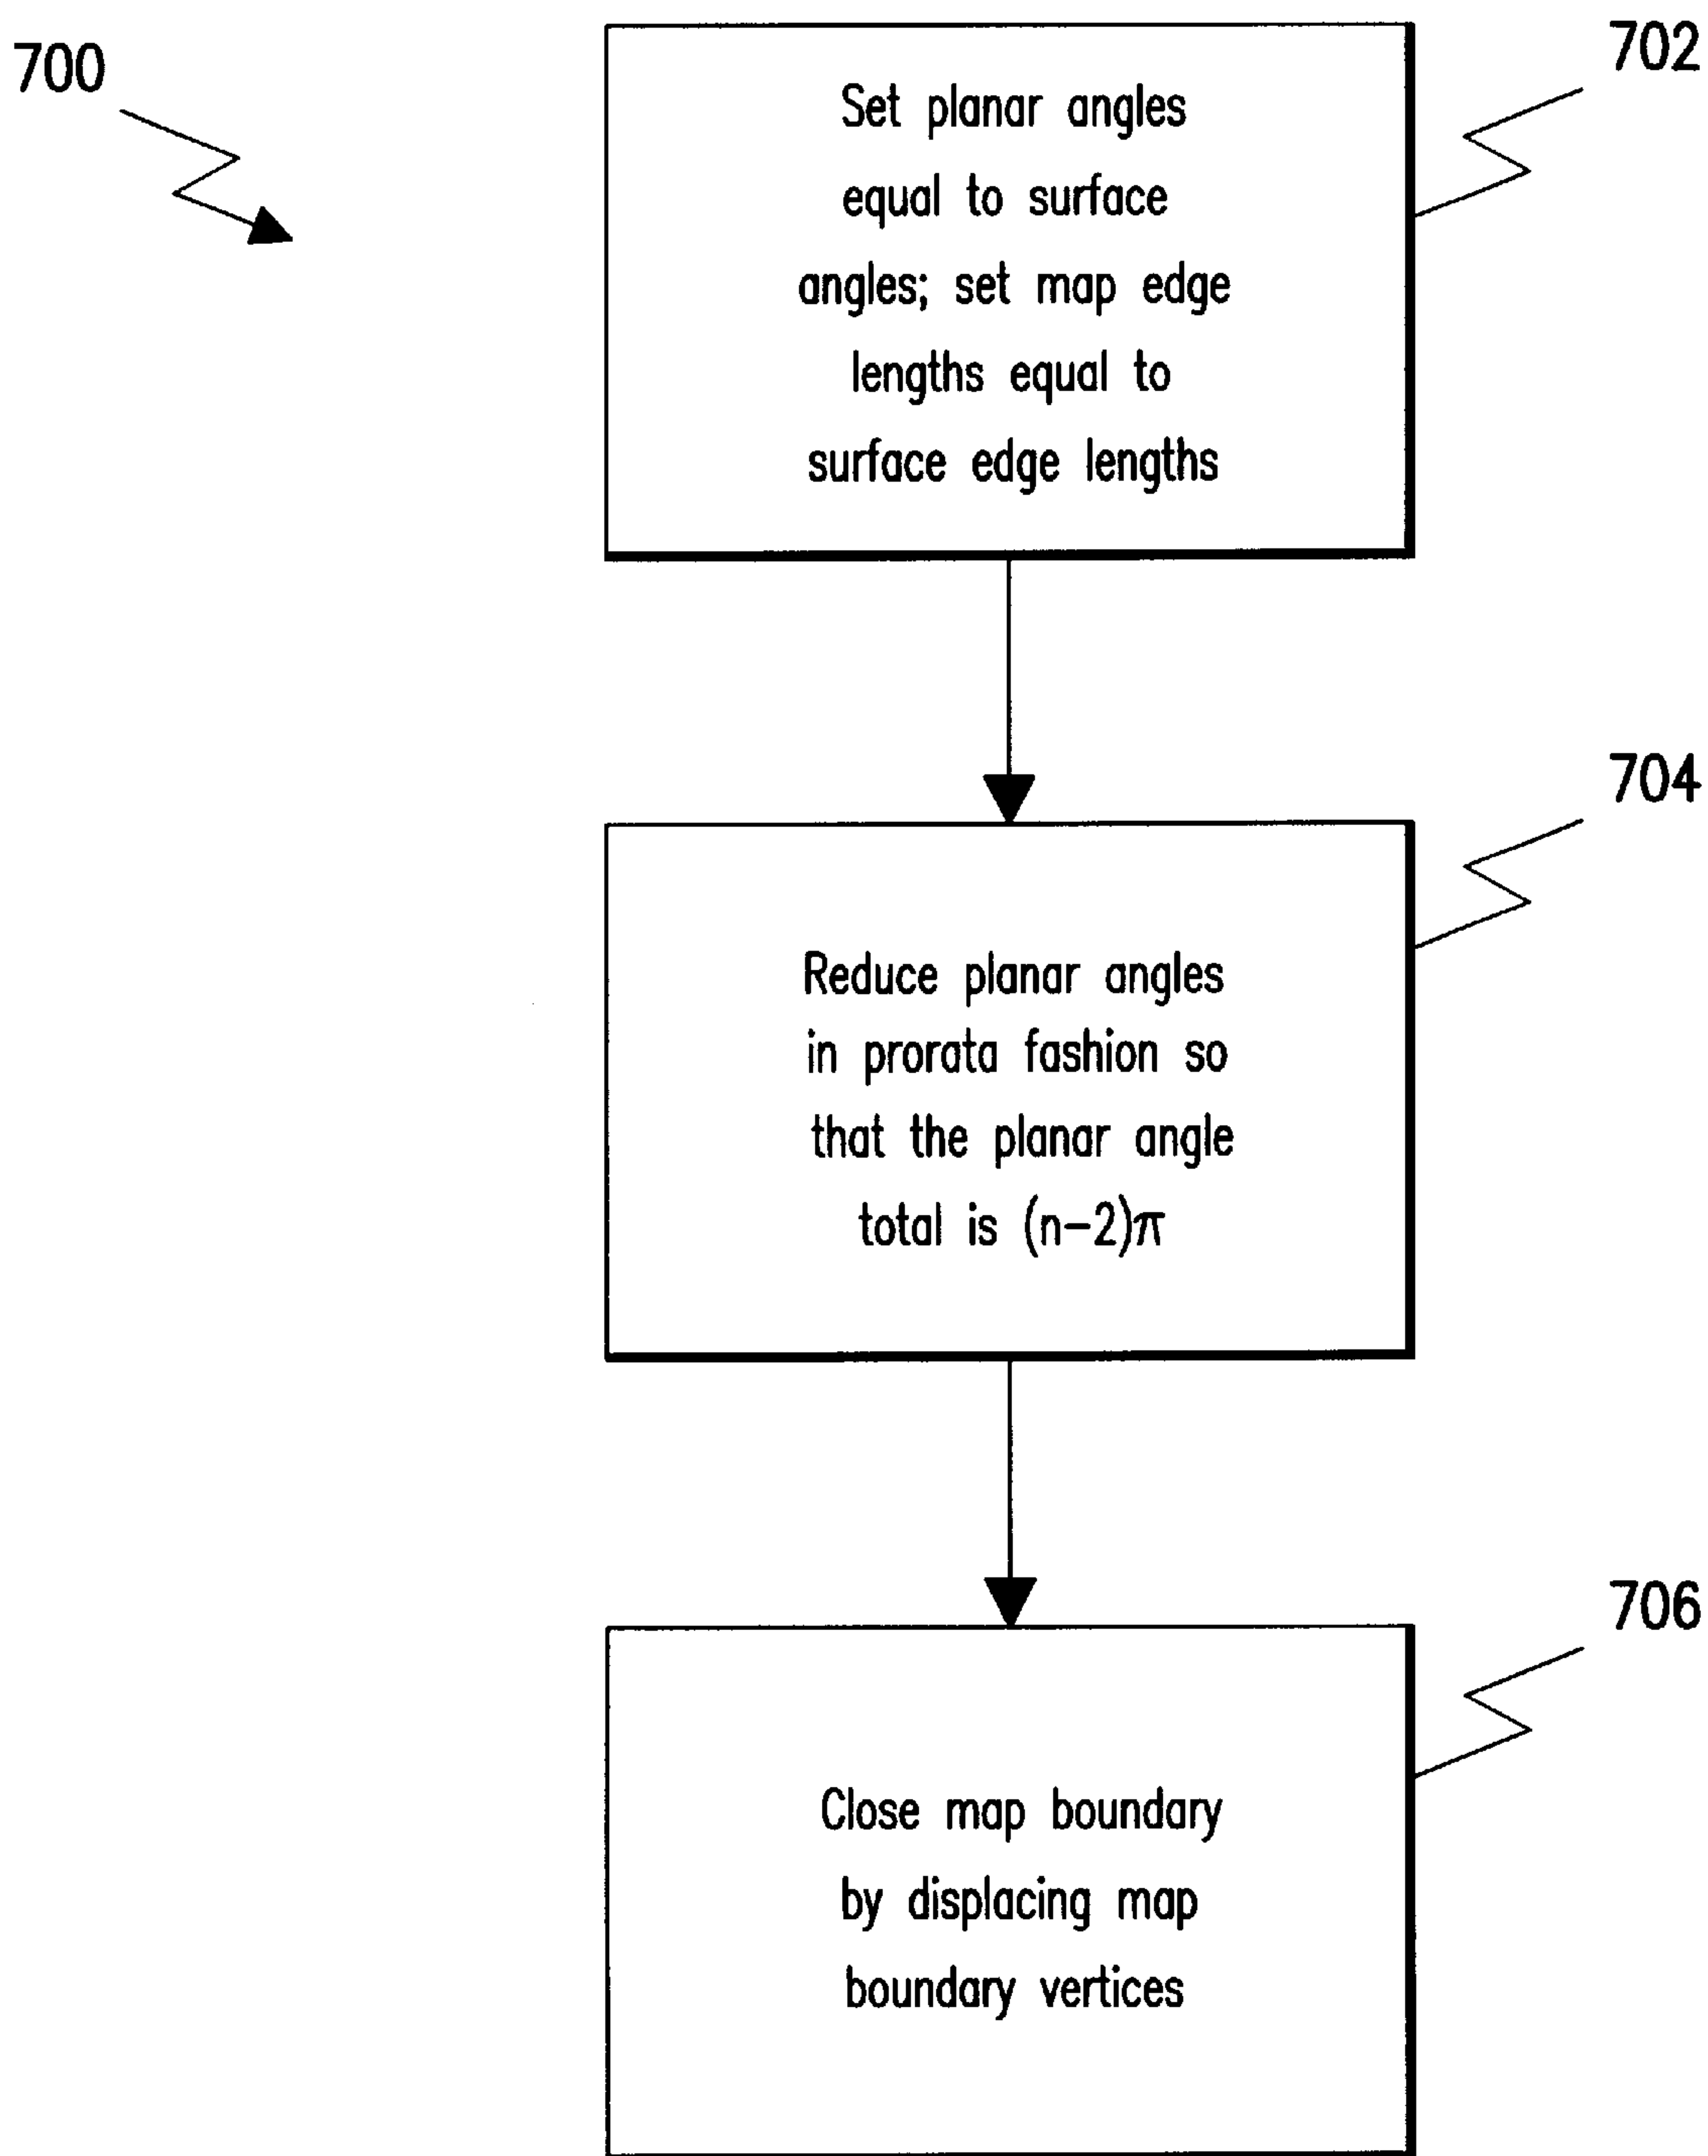 700
702
Set planar angles
equal to surface
angles; set map edge
lengths equal to
surface edge lengths
704
Reduce planar angles
in prorata fashion so
that the planar angle
total is (n-2)π
706
Close map boundary
by displacing map
boundary vertices